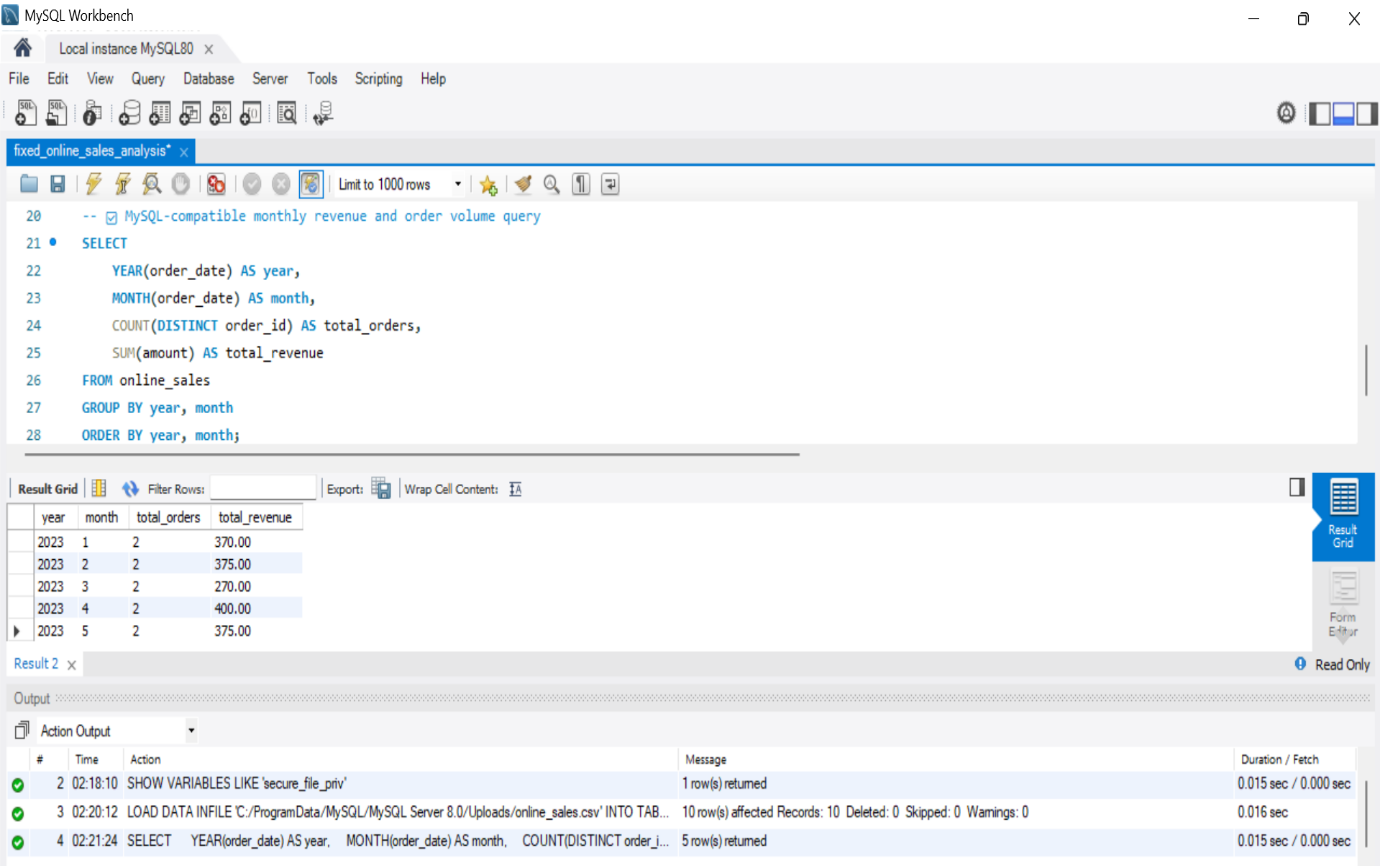 MySQL Workbench
Local instance MySQL80
File Edit View Query Database Server Tools Scripting Help
fixed_online_sales_analysis*
Limit to 1000 rows
20 -- ☑ MySQL-compatible monthly revenue and order volume query
21 SELECT
22 YEAR(order_date) AS year,
23 MONTH(order_date) AS month,
24 COUNT(DISTINCT order_id) AS total_orders,
25 SUM(amount) AS total_revenue
26 FROM online_sales
27 GROUP BY year, month
28 ORDER BY year, month;
Result Grid Filter Rows: Export: Wrap Cell Content: IA
year month total_orders total_revenue
2023 1 2 370.00
2023 2 2 375.00
2023 3 2 270.00
2023 4 2 400.00
2023 5 2 375.00
Result
Grid
Form
Editor
Result 2 Read Only
Output
Action Output
# Time Action Message Duration / Fetch
2 02:18:10 SHOW VARIABLES LIKE 'secure_file_priv' 1 row(s) returned 0.015 sec / 0.000 sec
3 02:20:12 LOAD DATA INFILE 'C:/ProgramData/MySQL/MySQL Server 8.0/Uploads/online_sales.csv' INTO TAB... 10 row(s) affected Records: 10 Deleted: 0 Skipped: 0 Warnings: 0 0.016 sec
4 02:21:24 SELECT YEAR(order_date) AS year, MONTH(order_date) AS month, COUNT(DISTINCT order_i... 5 row(s) returned 0.015 sec / 0.000 sec